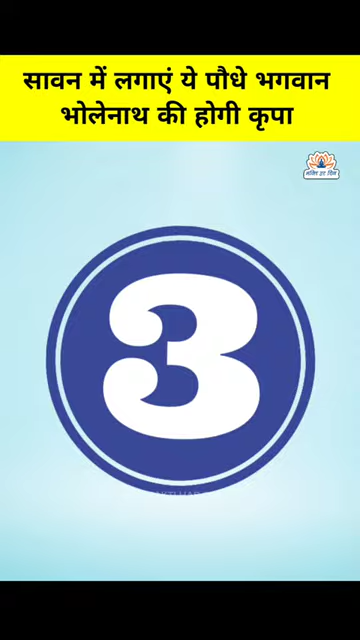 सावन में लगाएं ये पौधे भगवान
भोलेनाथ की होगी कृपा
3